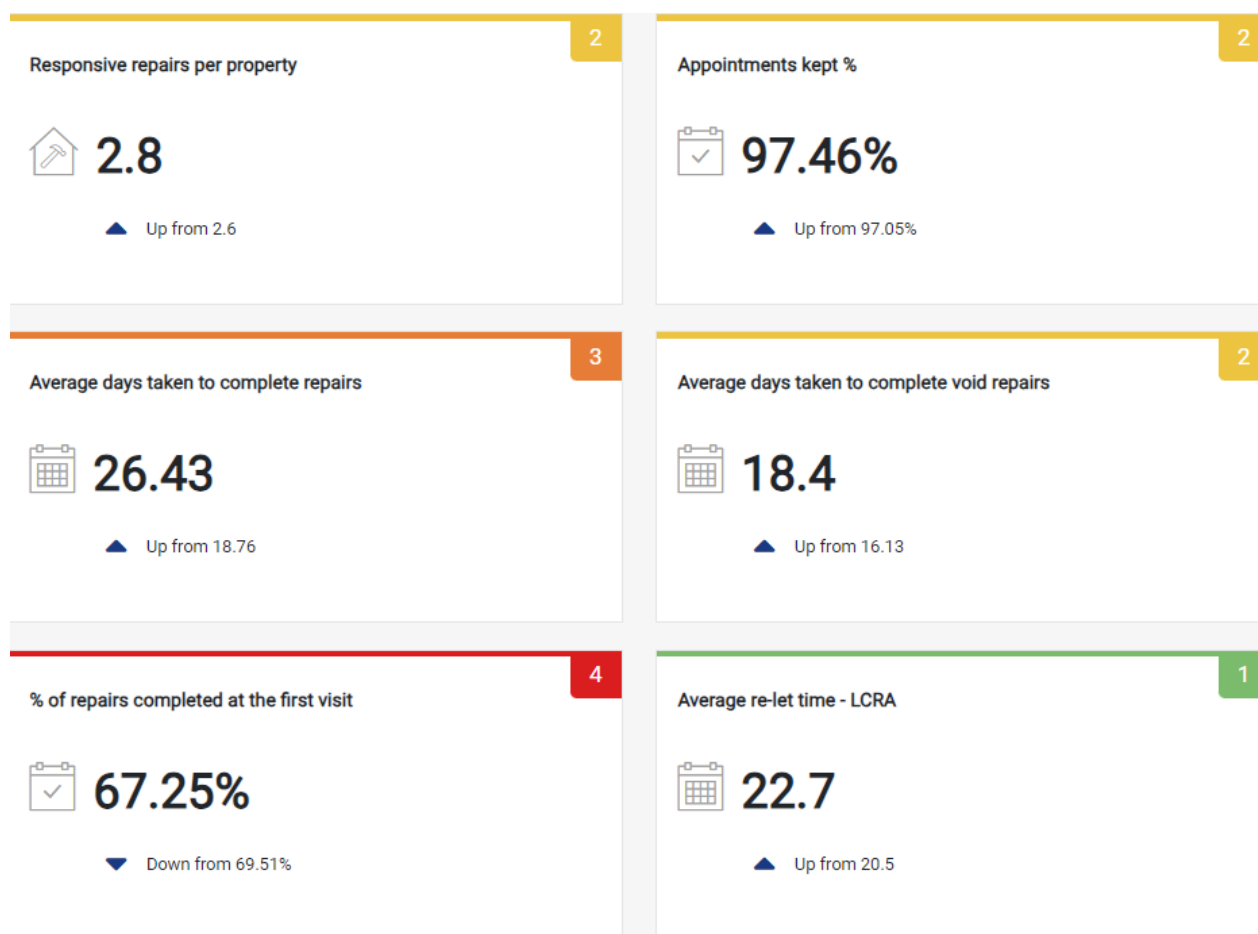 2
Responsive repairs per property
2.8
Up from 2.6
2
Appointments kept %
97.46%
Up from 97.05%
3
Average days taken to complete repairs
26.43
Up from 18.76
2
Average days taken to complete void repairs
18.4
Up from 16.13
4
% of repairs completed at the first visit
67.25%
Down from 69.51%
1
Average re-let time - LCRA
22.7
Up from 20.5